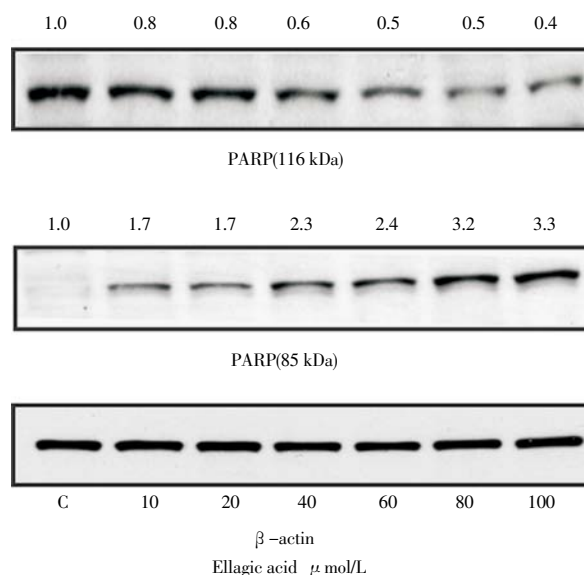 1.0 0.8 0.8 0.6 0.5 0.5 0.4
PARP(116 kDa)
1.0 1.7 1.7 2.3 2.4 3.2 3.3
PARP(85 kDa)
C 10 20 40 60 80 100
β-actin
Ellagic acid μ mol/L